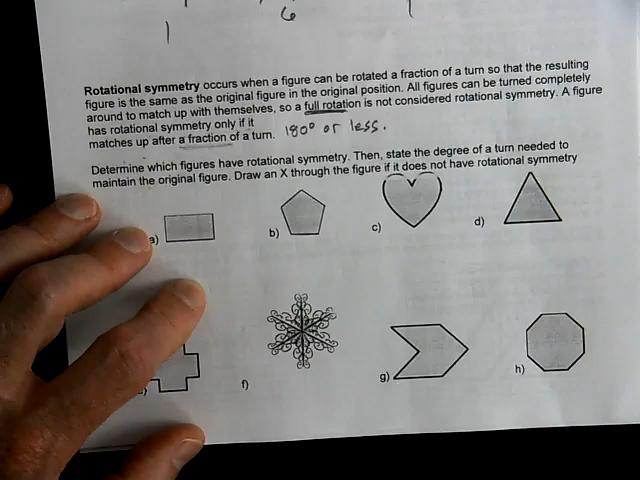 1
6
1
Rotational symmetry occurs when a figure can be rotated a fraction of a turn so that the resulting
figure is the same as the original figure in the original position. All figures can be turned completely
around to match up with themselves, so a full rotation is not considered rotational symmetry. A figure
has rotational symmetry only if it
matches up after a fraction of a turn. 180° or less.
Determine which figures have rotational symmetry. Then, state the degree of a turn needed to
maintain the original figure. Draw an X through the figure if it does not have rotational symmetry
a) b) c) d)
f) g) h)